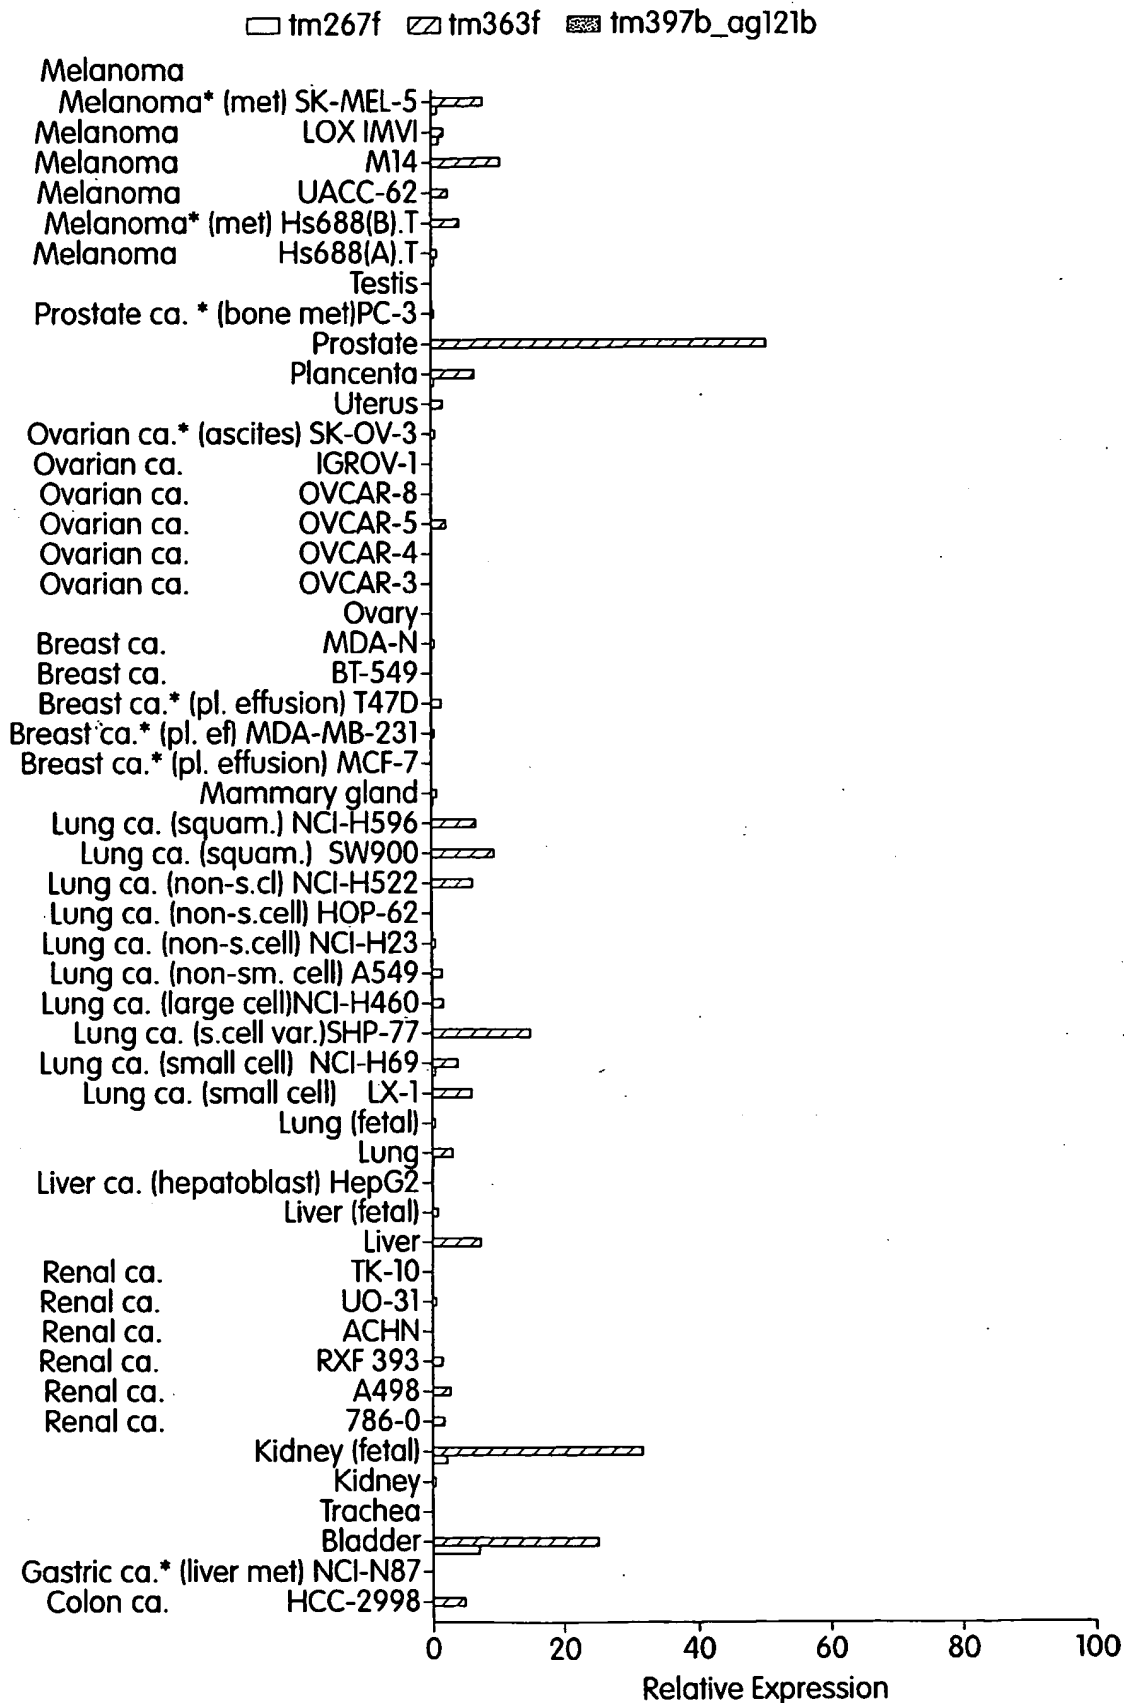 tm267f tm363f tm397b_ag121b
Melanoma
Melanoma* (met) SK-MEL-5
Melanoma LOX IMVI
Melanoma M14
Melanoma UACC-62
Melanoma* (met) Hs688(B).T
Melanoma Hs688(A).T
Testis
Prostate ca. * (bone met)PC-3
Prostate
Plancenta
Uterus
Ovarian ca.* (ascites) SK-OV-3
Ovarian ca. IGROV-1
Ovarian ca. OVCAR-8
Ovarian ca. OVCAR-5
Ovarian ca. OVCAR-4
Ovarian ca. OVCAR-3
Ovary
Breast ca. MDA-N
Breast ca. BT-549
Breast ca.* (pl. effusion) T47D
Breast ca.* (pl. ef) MDA-MB-231
Breast ca.* (pl. effusion) MCF-7
Mammary gland
Lung ca. (squam.) NCI-H596
Lung ca. (squam.) SW900
Lung ca. (non-s.cl) NCI-H522
Lung ca. (non-s.cell) HOP-62
Lung ca. (non-s.cell) NCI-H23
Lung ca. (non-sm. cell) A549
Lung ca. (large cell)NCI-H460
Lung ca. (s.cell var.)SHP-77
Lung ca. (small cell) NCI-H69
Lung ca. (small cell) LX-1
Lung (fetal)
Lung
Liver ca. (hepatoblast) HepG2
Liver (fetal)
Liver
Renal ca. TK-10
Renal ca. UO-31
Renal ca. ACHN
Renal ca. RXF 393
Renal ca. A498
Renal ca. 786-0
Kidney (fetal)
Kidney
Trachea
Bladder
Gastric ca.* (liver met) NCI-N87
Colon ca. HCC-2998
0 20 40 60 80 100
Relative Expression